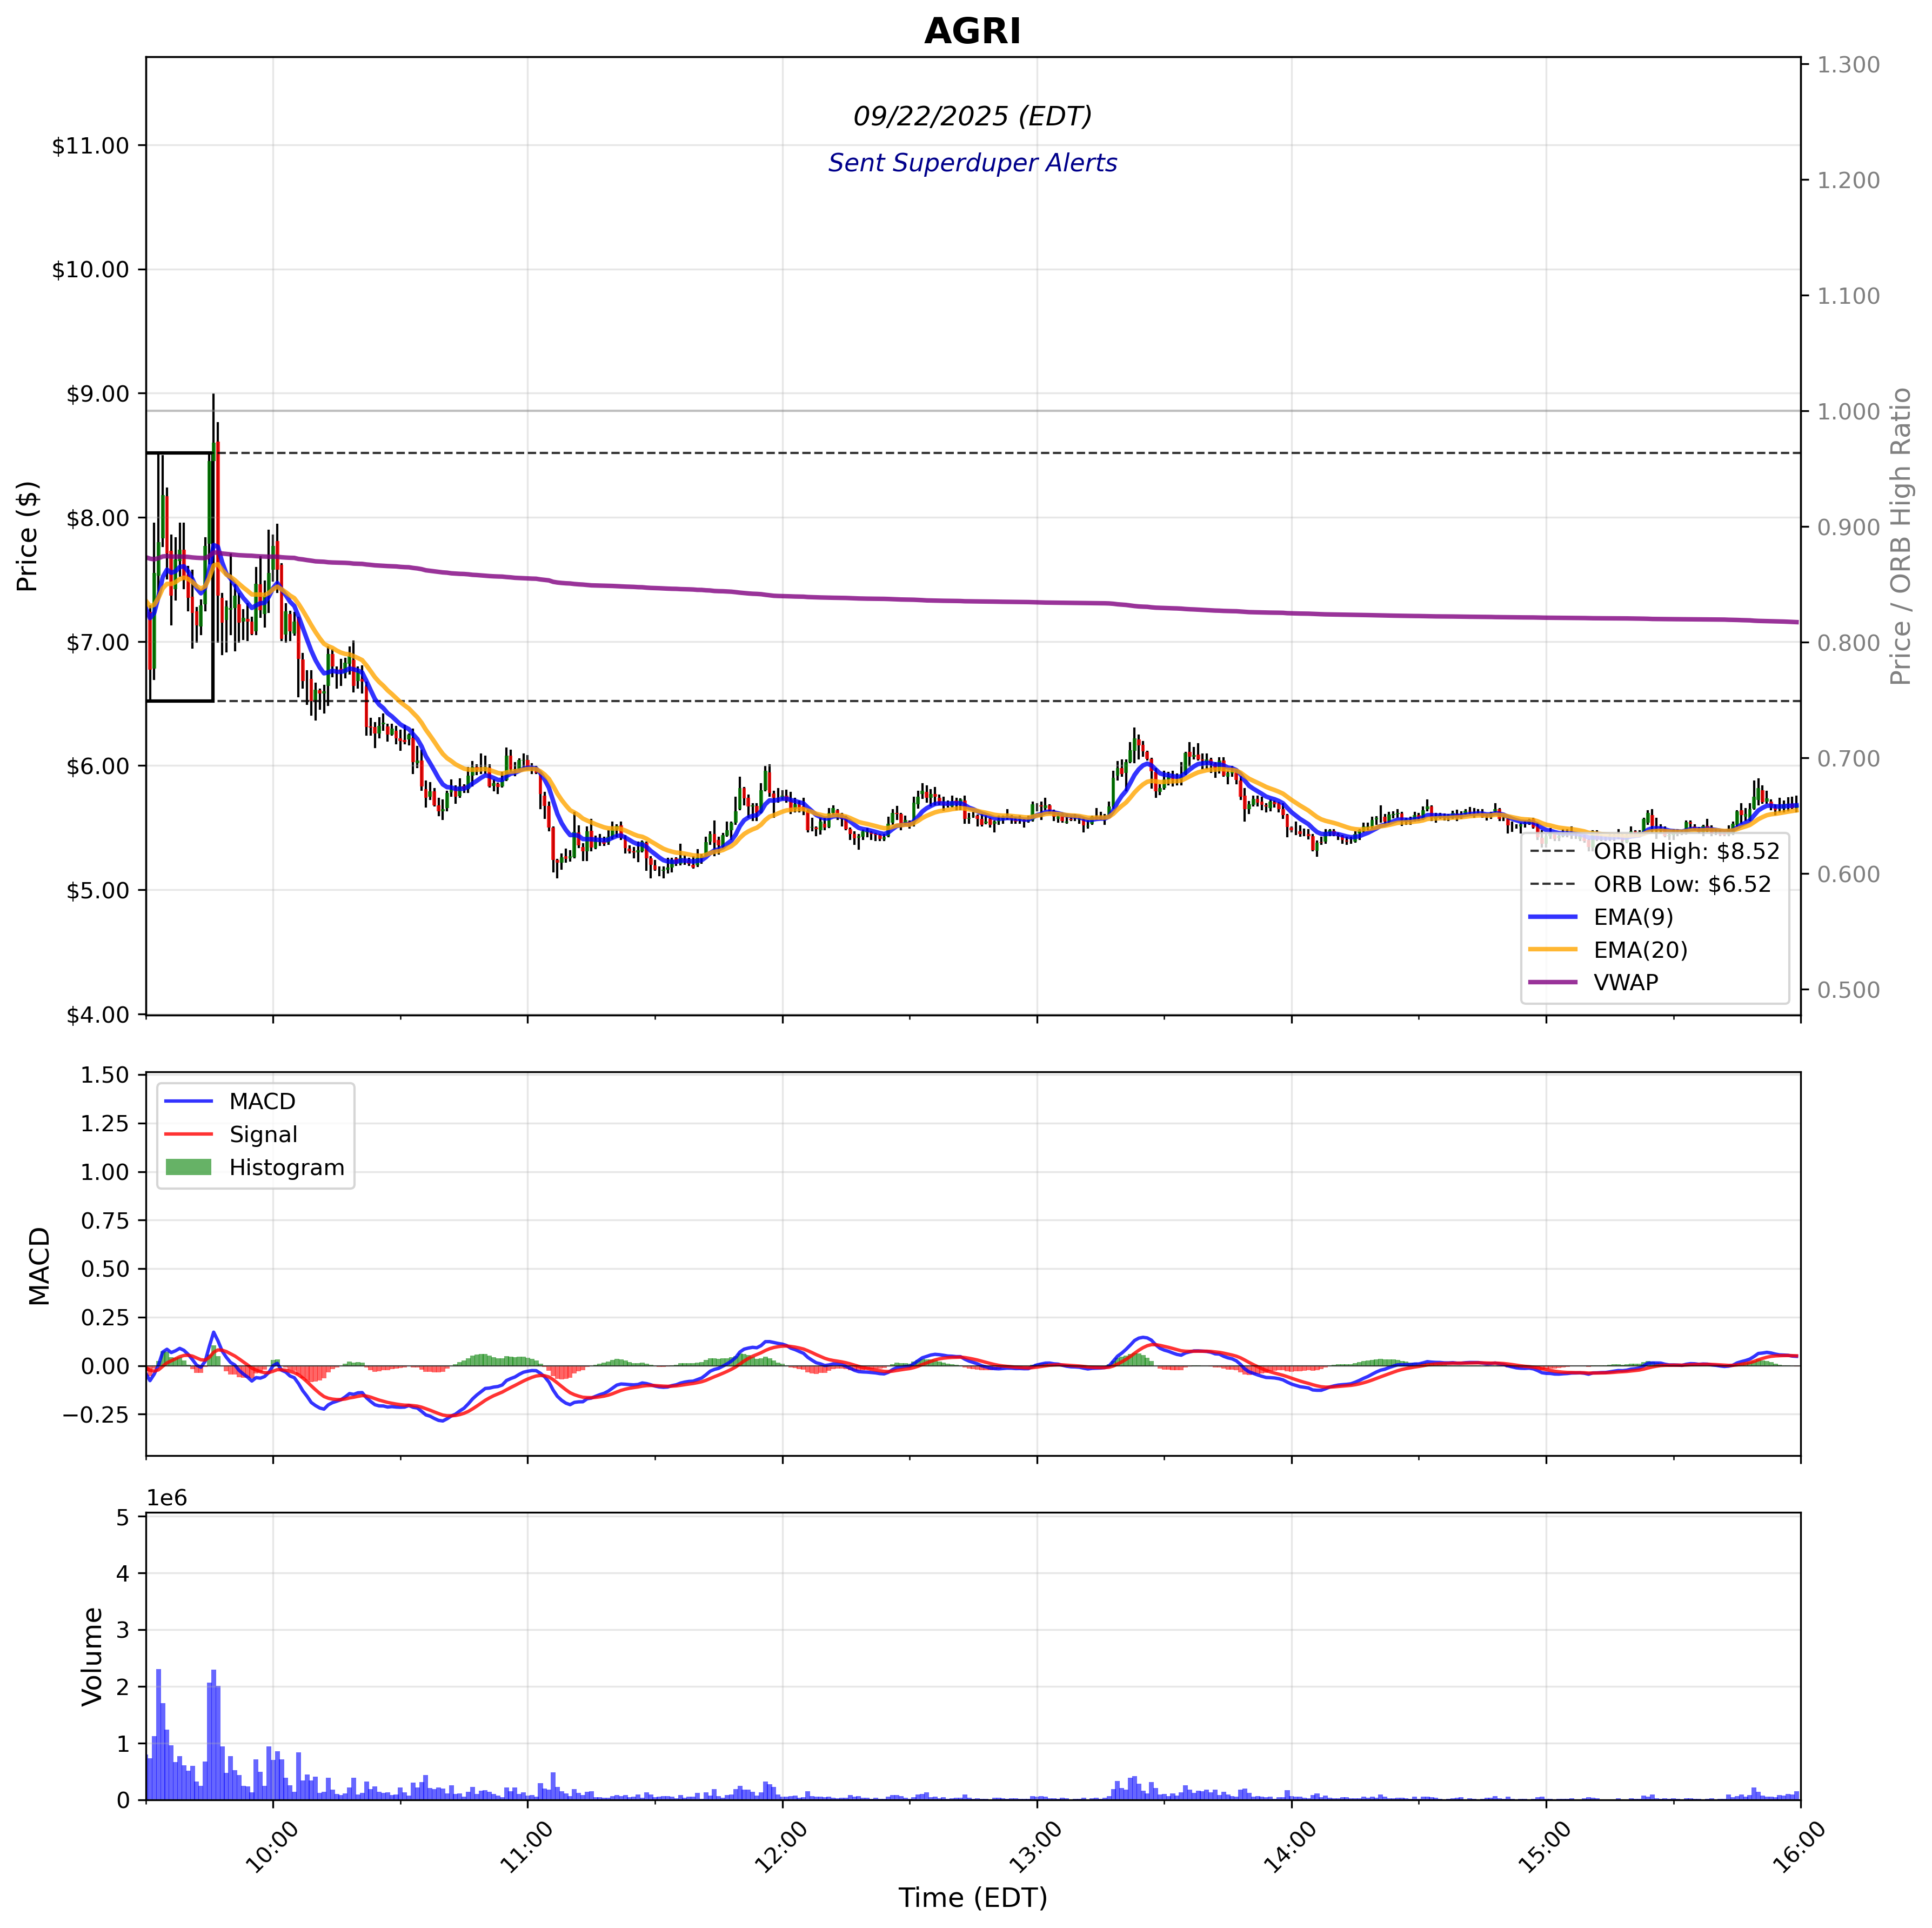 AGRI
09/22/2025 (EDT)
Sent Superduper Alerts
Price ($)
$11.00
$10.00
$9.00
$8.00
$7.00
$6.00
$5.00
$4.00
1.300
1.200
1.100
1.000
0.900
0.800
0.700
0.600
0.500
Price / ORB High Ratio
ORB High: $8.52
ORB Low: $6.52
EMA(9)
EMA(20)
VWAP
MACD
1.50
1.25
1.00
0.75
0.50
0.25
0.00
−0.25
MACD
Signal
Histogram
1e6
Volume
5
4
3
2
1
0
10:00
11:00
12:00
13:00
14:00
15:00
16:00
Time (EDT)